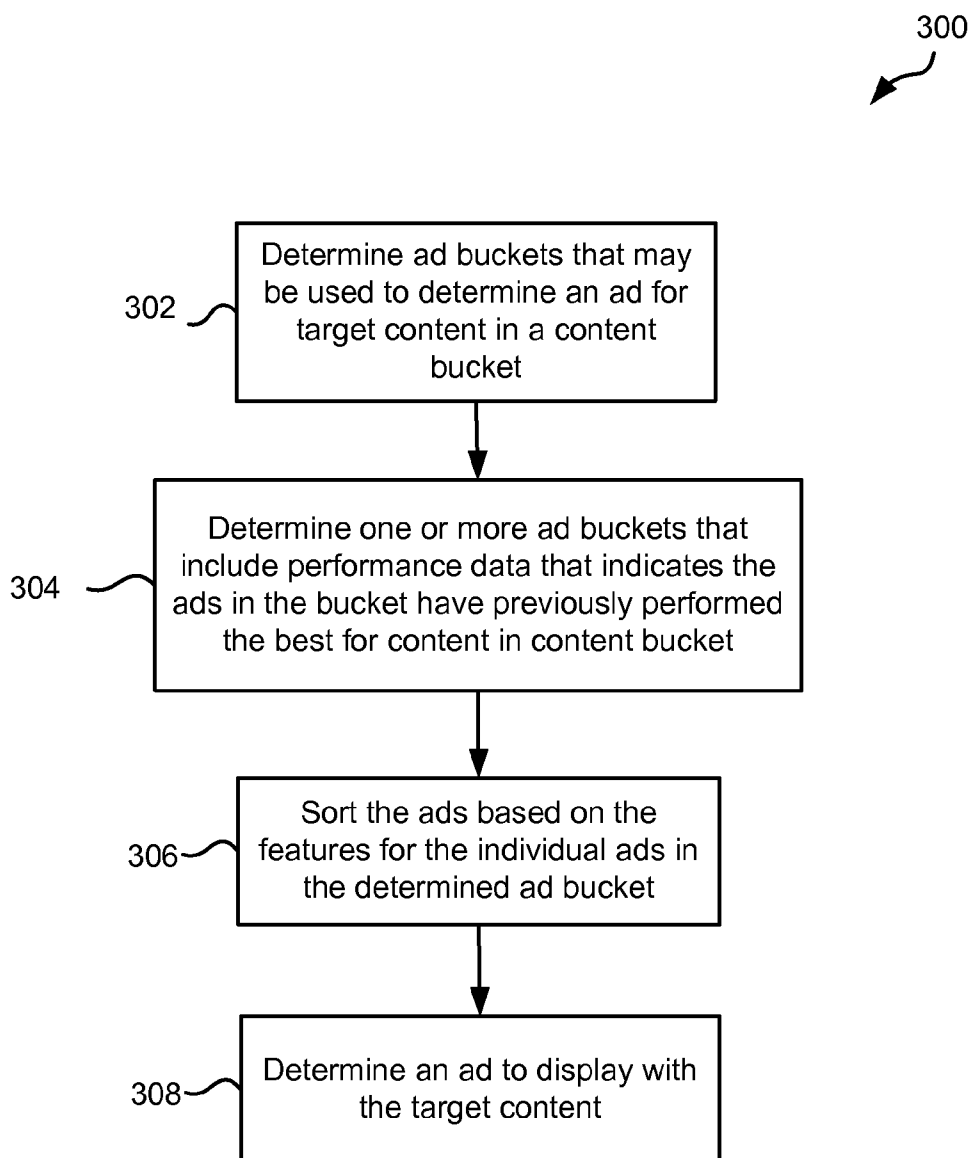 300
302
Determine ad buckets that may
be used to determine an ad for
target content in a content
bucket
304
Determine one or more ad buckets that
include performance data that indicates the
ads in the bucket have previously performed
the best for content in content bucket
306
Sort the ads based on the
features for the individual ads in
the determined ad bucket
308
Determine an ad to display with
the target content